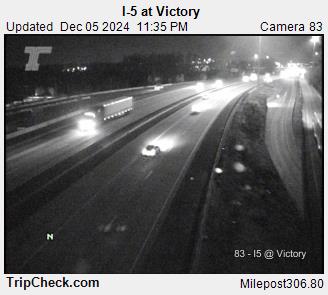 I-5 at Victory
Updated  Dec 05 2024  11:35 PM
Camera 83
T
N
83 - I5 @ Victory
TripCheck.com
Milepost306.80